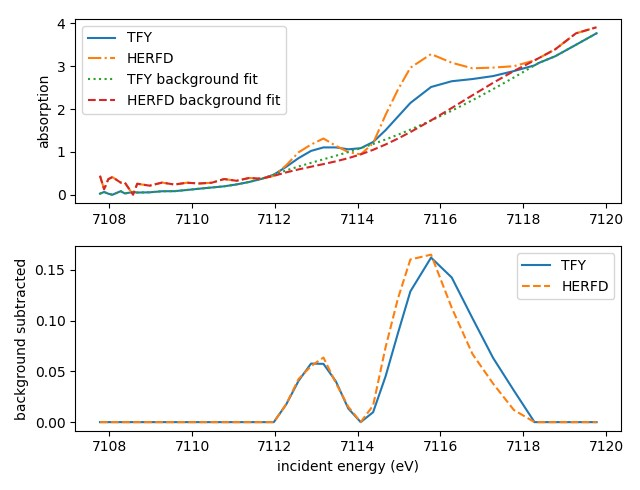 4
3
2
1
0
absorption
TFY
HERFD
TFY background fit
HERFD background fit
7108 7110 7112 7114 7116 7118 7120
0.15
0.10
0.05
0.00
background subtracted
TFY
HERFD
7108 7110 7112 7114 7116 7118 7120
incident energy (eV)